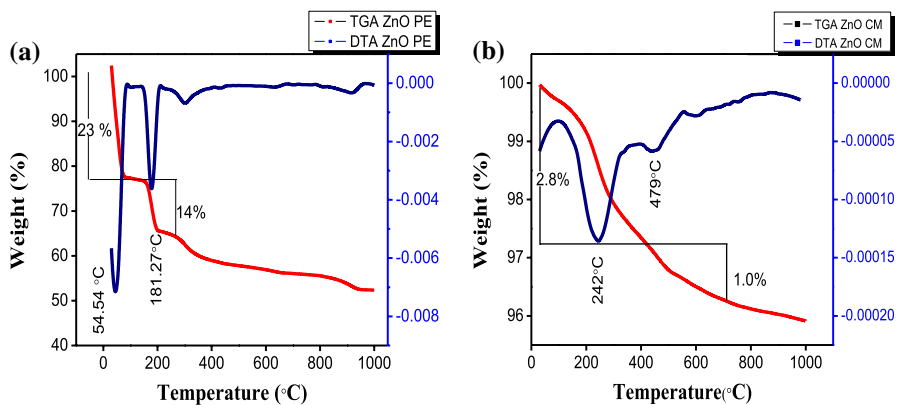 (a)
TGA ZnO PE
DTA ZnO PE
100
90
80
70
60
50
40
Weight (%)
0.000
-0.002
-0.004
-0.006
-0.008
23 %
14%
54.54 °C
181.27°C
0
200
400
600
800
1000
Temperature (°C)
(b)
TGA ZnO CM
DTA ZnO CM
100
99
98
97
96
Weight (%)
0.00000
-0.00005
-0.00010
-0.00015
-0.00020
2.8%
1.0%
242°C
479°C
0
200
400
600
800
1000
Temperature(°C)